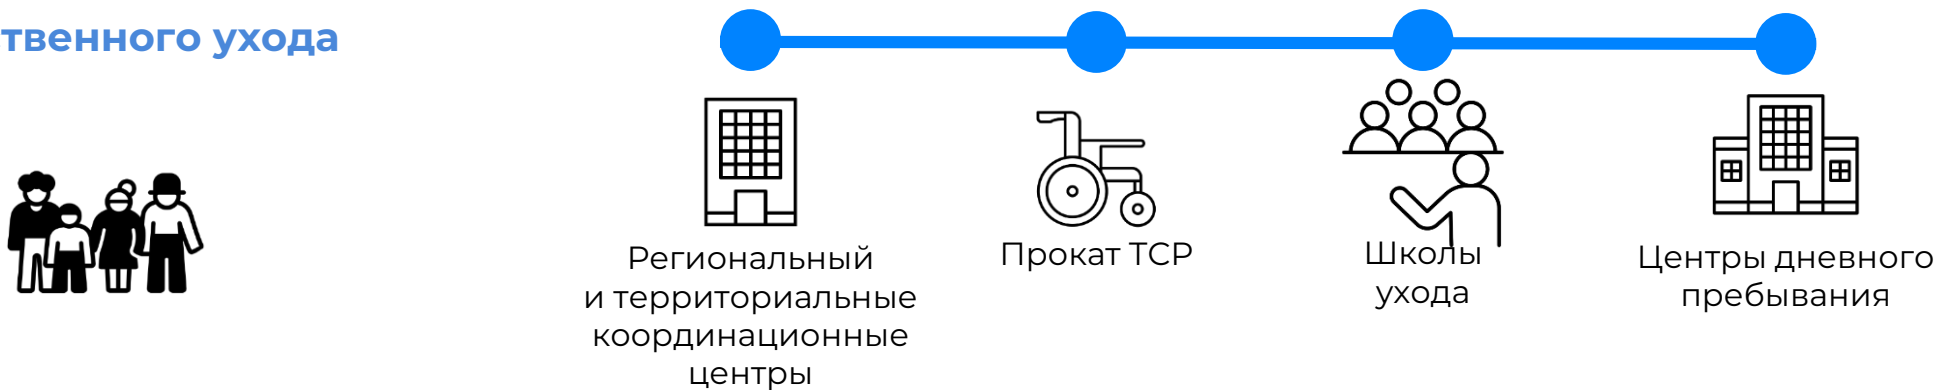 твенного ухода
Региональный
и территориальные
координационные
центры
Прокат ТСР
Школы
ухода
Центры дневного
пребывания